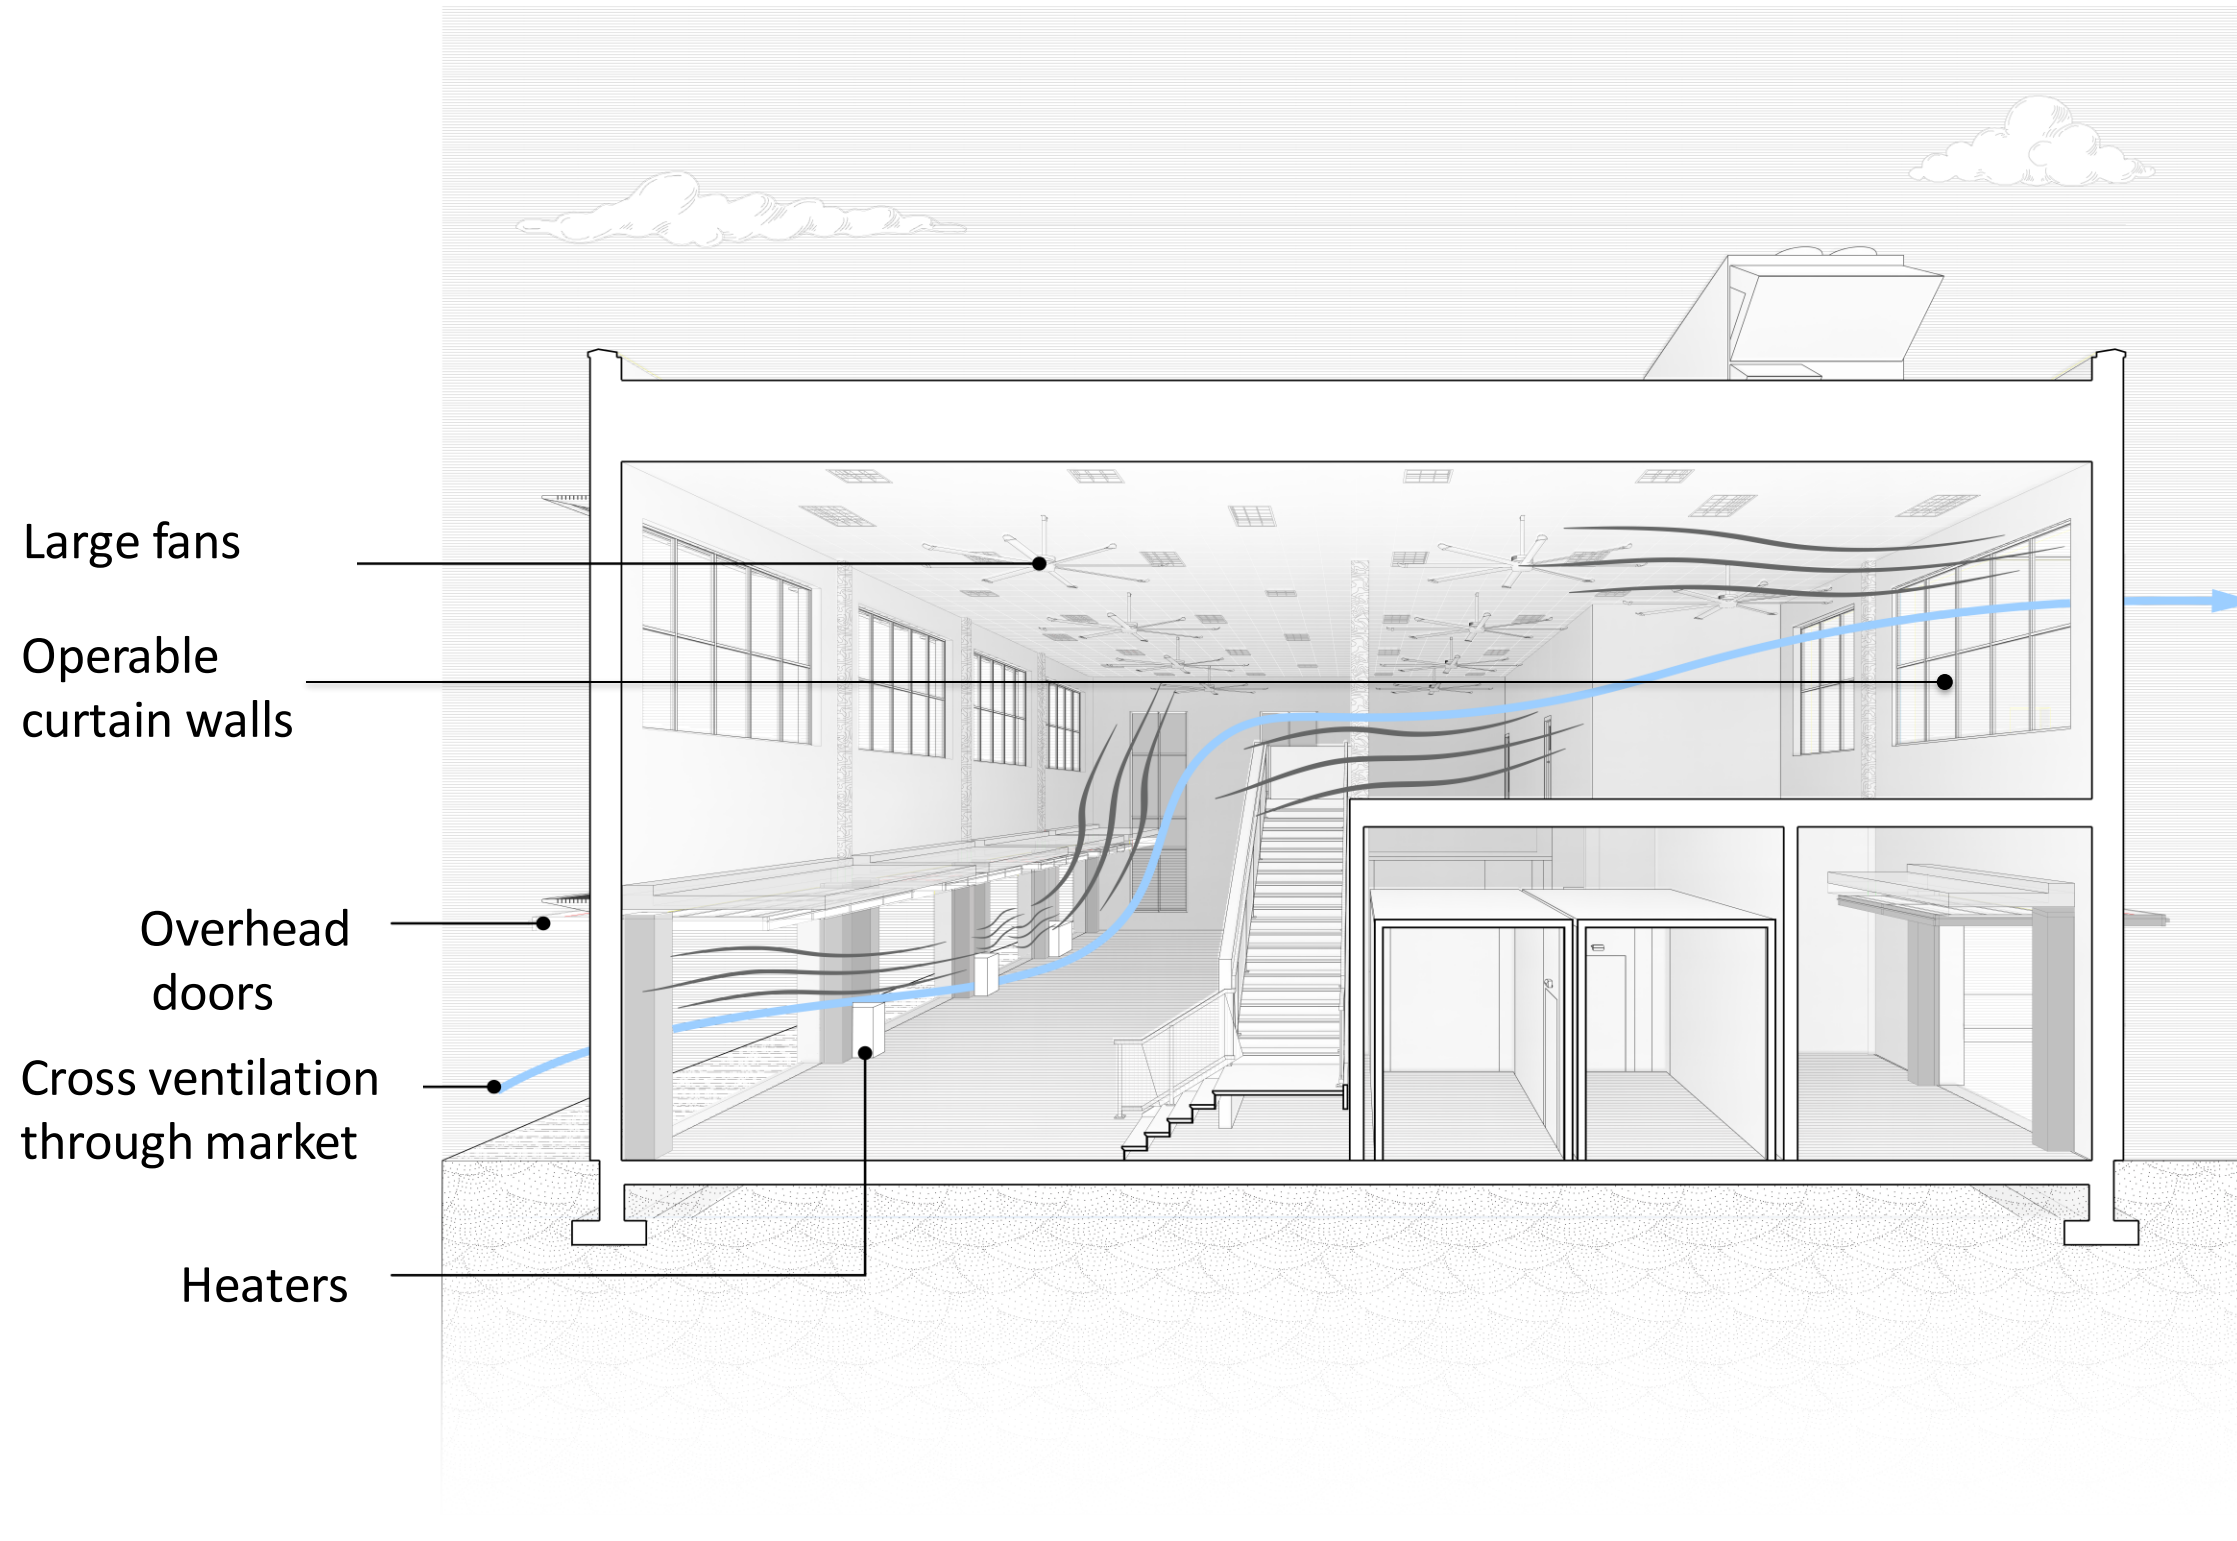 Large fans
Operable
curtain walls
Overhead
doors
Cross ventilation
through market
Heaters